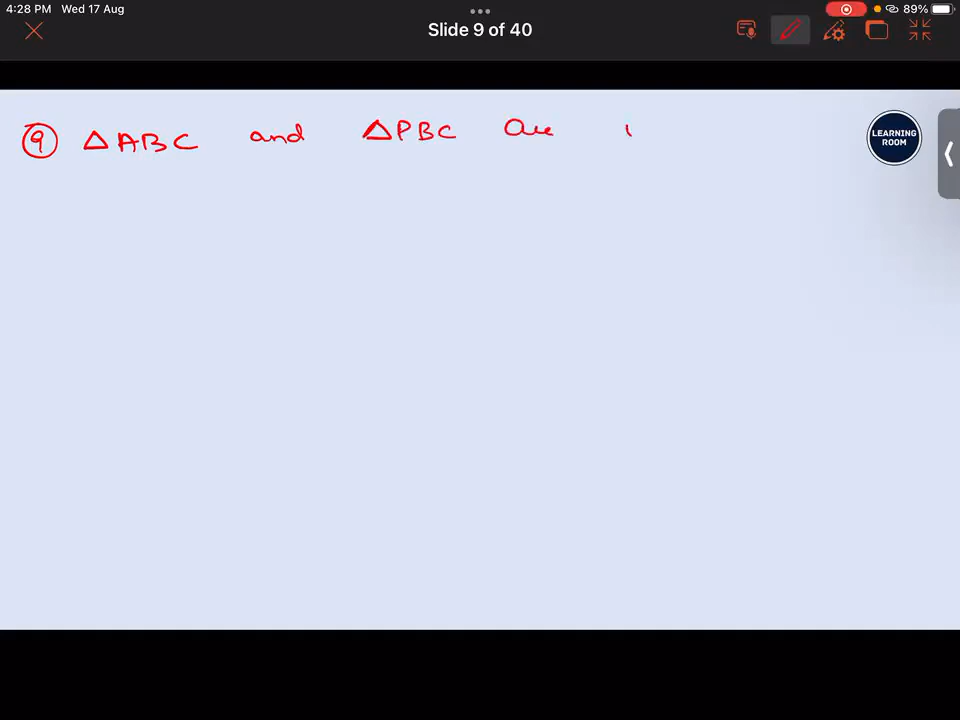 4:28 PM Wed 17 Aug
89%
Slide 9 of 40
⑨ △ABC and △PBC are
LEARNING
ROOM